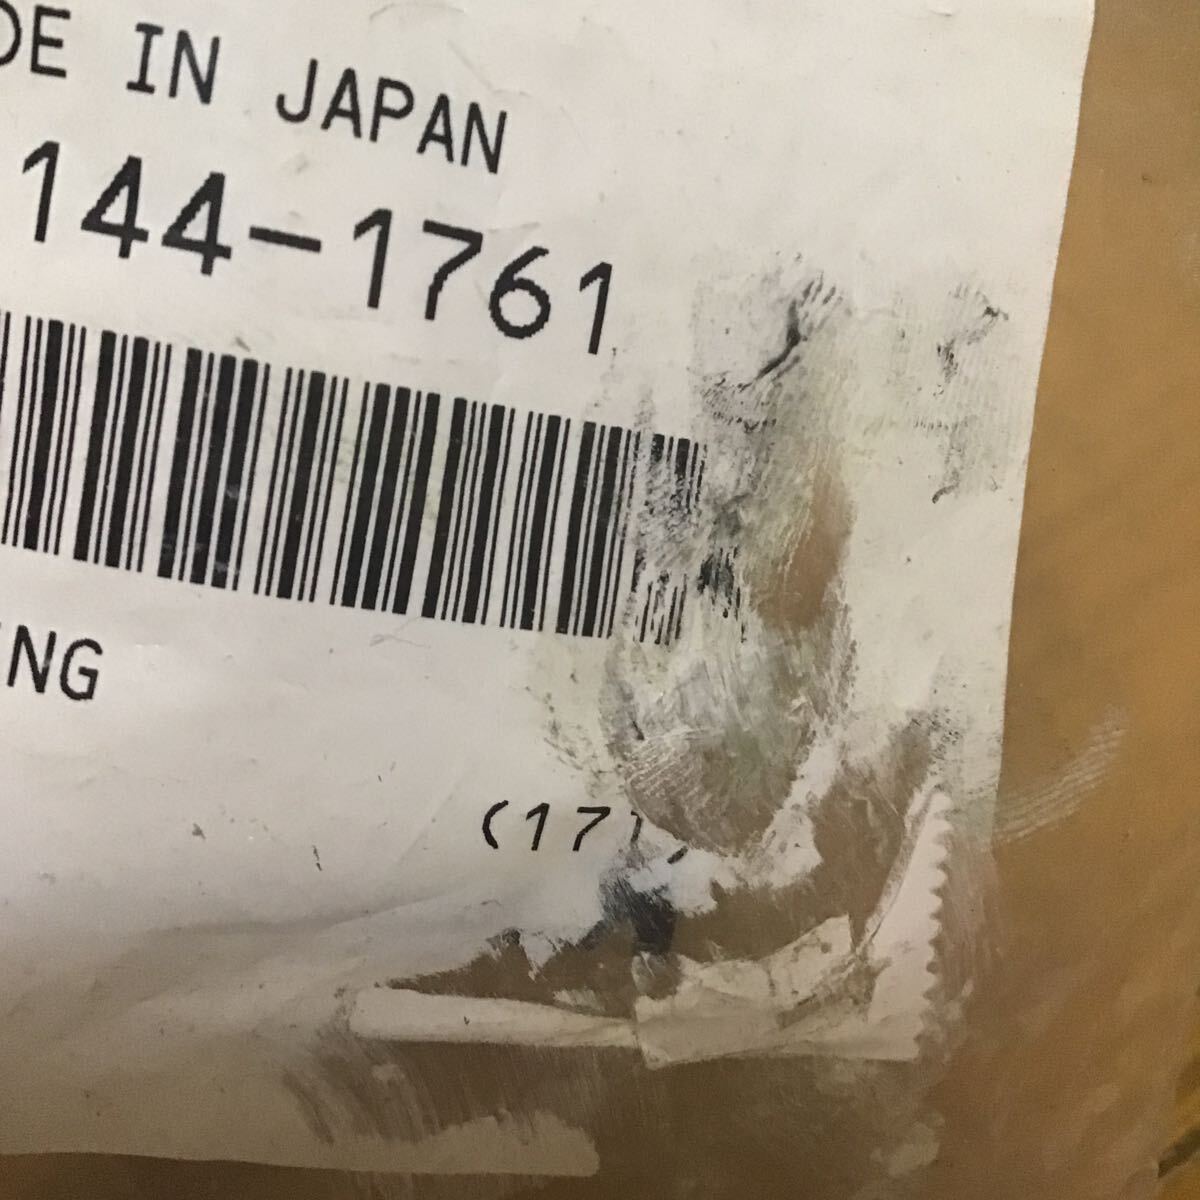 DE IN JAPAN
144-1761
NG
(17)